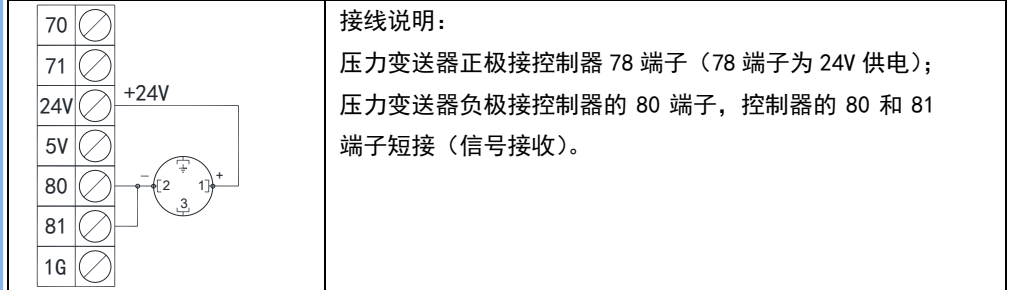 70
71
24V
+24V
5V
80
81
1G
－
2
1
+
3
接线说明：
压力变送器正极接控制器 78 端子（78 端子为 24V 供电）；
压力变送器负极接控制器的 80 端子，控制器的 80 和 81
端子短接（信号接收）。